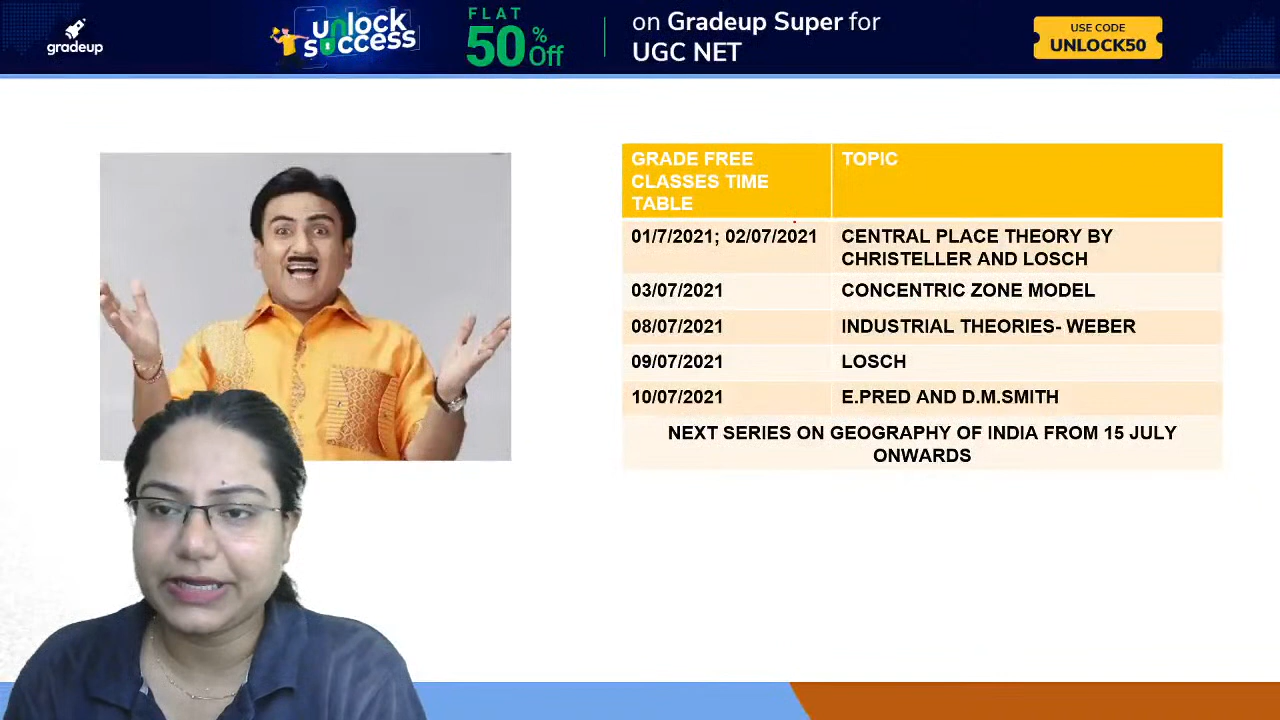 gradeup
unlock
success
FLAT
50% Off
on Gradeup Super for
UGC NET
USE CODE
UNLOCK50
GRADE FREE
CLASSES TIME
TABLE
TOPIC
01/7/2021; 02/07/2021
CENTRAL PLACE THEORY BY
CHRISTELLER AND LOSCH
03/07/2021
CONCENTRIC ZONE MODEL
08/07/2021
INDUSTRIAL THEORIES- WEBER
09/07/2021
LOSCH
10/07/2021
E.PRED AND D.M.SMITH
NEXT SERIES ON GEOGRAPHY OF INDIA FROM 15 JULY
ONWARDS